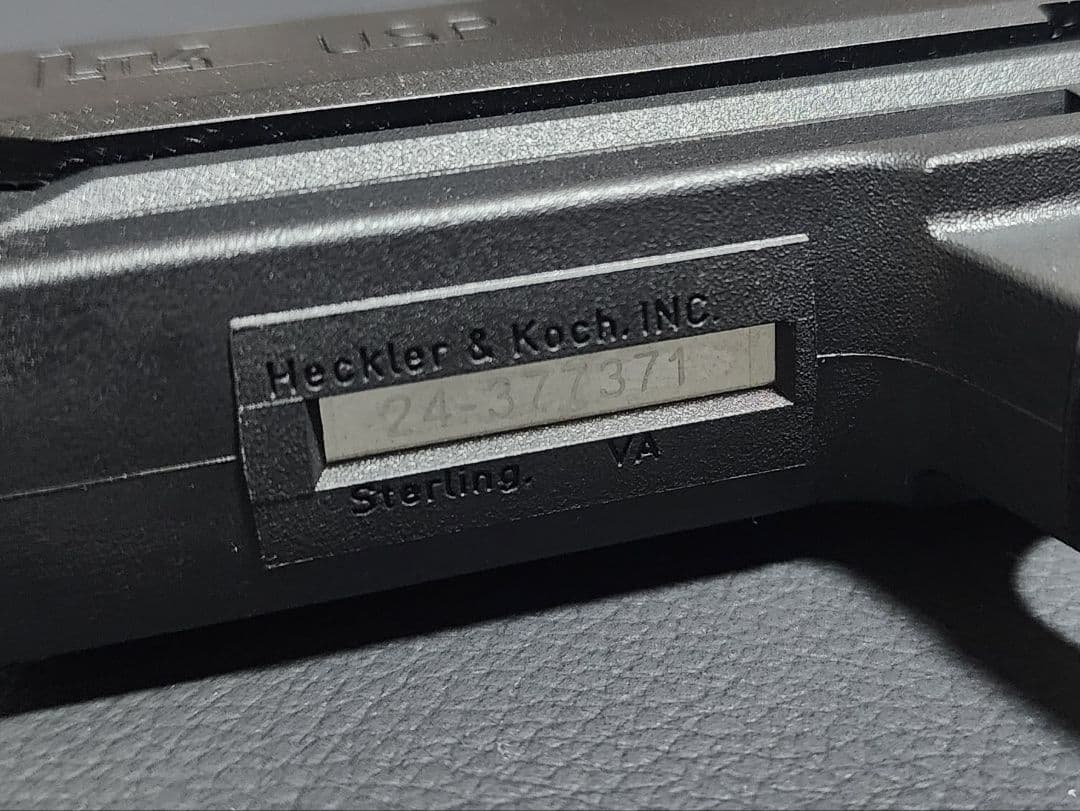 USP
Heckler & Koch. INC.
24-377371
Sterling. VA